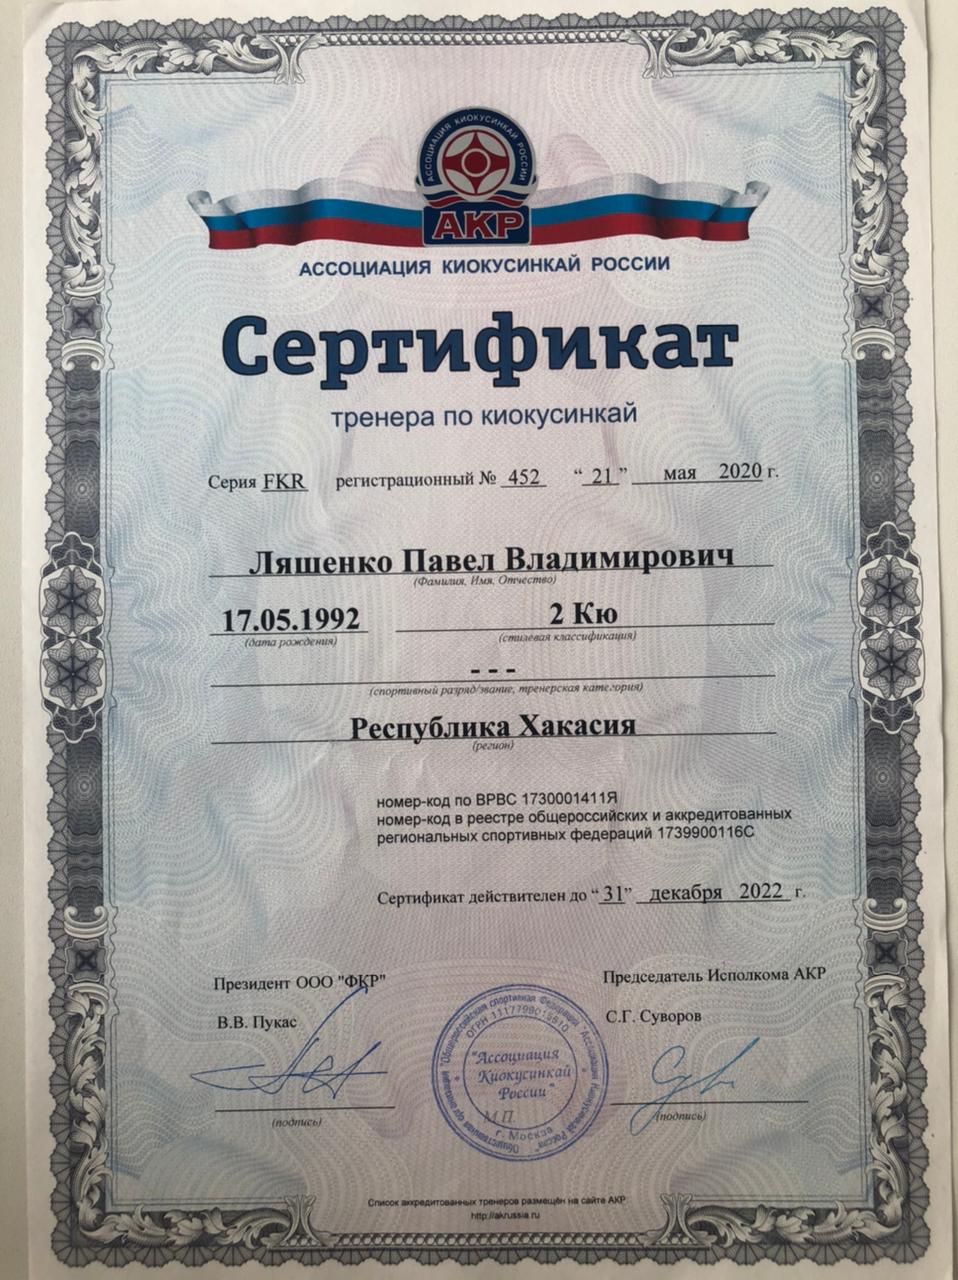 АССОЦИАЦИЯ КИОКУСИНКАЙ РОССИИ
АКР
АССОЦИАЦИЯ КИОКУСИНКАЙ РОССИИ
Сертификат
тренера по киокусинкай
Серия FKR регистрационный № 452 “ 21 ” мая 2020 г.
Ляшенко Павел Владимирович
(Фамилия, Имя, Отчество)
17.05.1992 2 Кю
(дата рождения) (стилевая классификация)
- - -
(спортивный разряд/звание, тренерская категория)
Республика Хакасия
(регион)
номер-код по ВРВС 1730001411Я
номер-код в реестре общероссийских и аккредитованных
региональных спортивных федераций 1739900116С
Сертификат действителен до “ 31” декабря 2022 г.
Президент ООО "ФКР" Председатель Исполкома АКР
В.В. Пукас С.Г. Суворов
"Ассоциация
Киокусинкай
России"
М.П.
г. Москва
(подпись) (подпись)
Список аккредитованных тренеров размещён на сайте АКР:
http://akrussia.ru